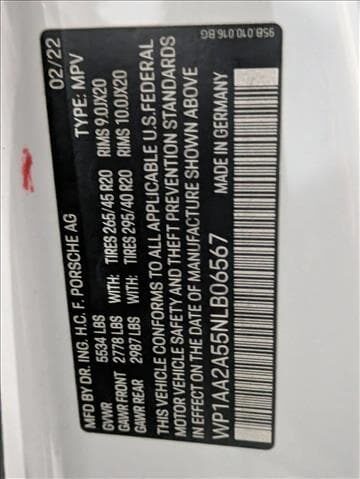 95B.010.016.BG
MFD BY DR. ING. H.C. F. PORSCHE AG 02/22
GVWR 5534 LBS TYPE: MPV
GAWR FRONT 2778 LBS WITH: TIRES 265/45 R20 RIMS 9.0JX20
GAWR REAR 2987 LBS WITH: TIRES 295/40 R20 RIMS 10.0JX20
THIS VEHICLE CONFORMS TO ALL APPLICABLE U.S. FEDERAL
MOTOR VEHICLE SAFETY AND THEFT PREVENTION STANDARDS
IN EFFECT ON THE DATE OF MANUFACTURE SHOWN ABOVE
WP1AA2A55NLB06567 MADE IN GERMANY